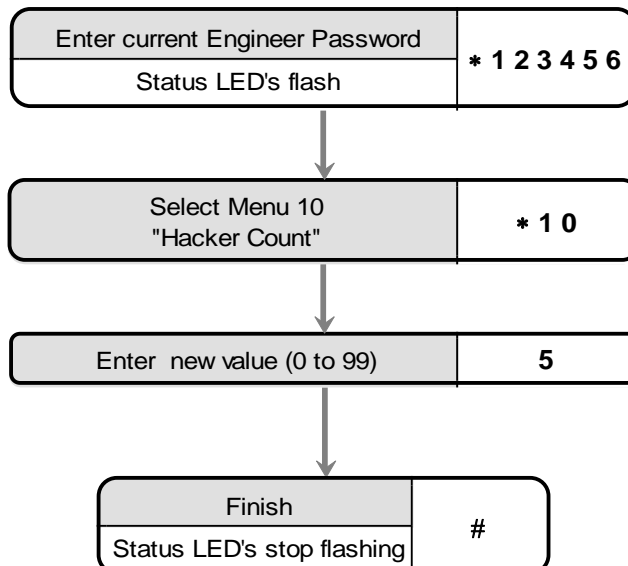 Enter current Engineer Password
Status LED's flash
* 1 2 3 4 5 6
Select Menu 10
"Hacker Count"
* 1 0
Enter new value (0 to 99)
5
Finish
Status LED's stop flashing
#